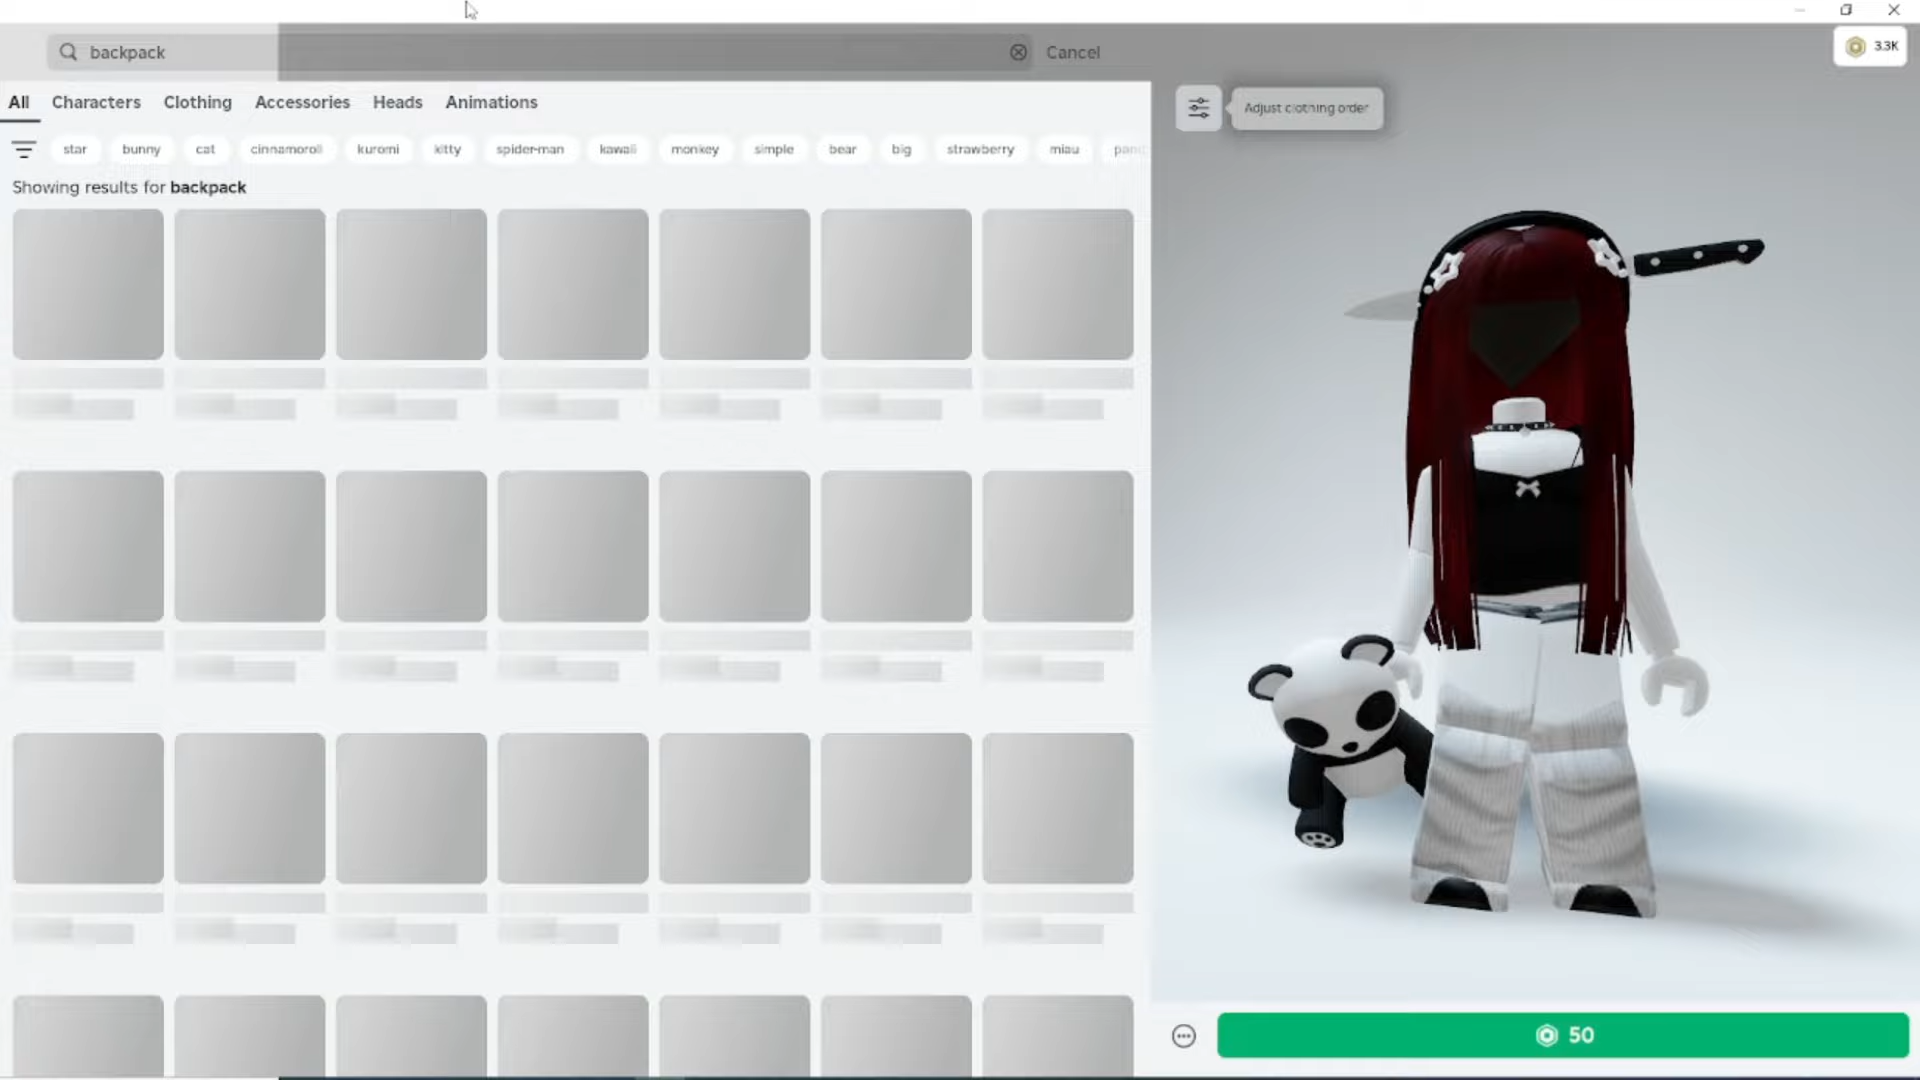 backpack
Cancel
3.3K
All Characters Clothing Accessories Heads Animations
Adjust clothing order
star bunny cat cinnamoroll kuromi kitty spider-man kawaii monkey simple bear big strawberry miau
Showing results for backpack
50